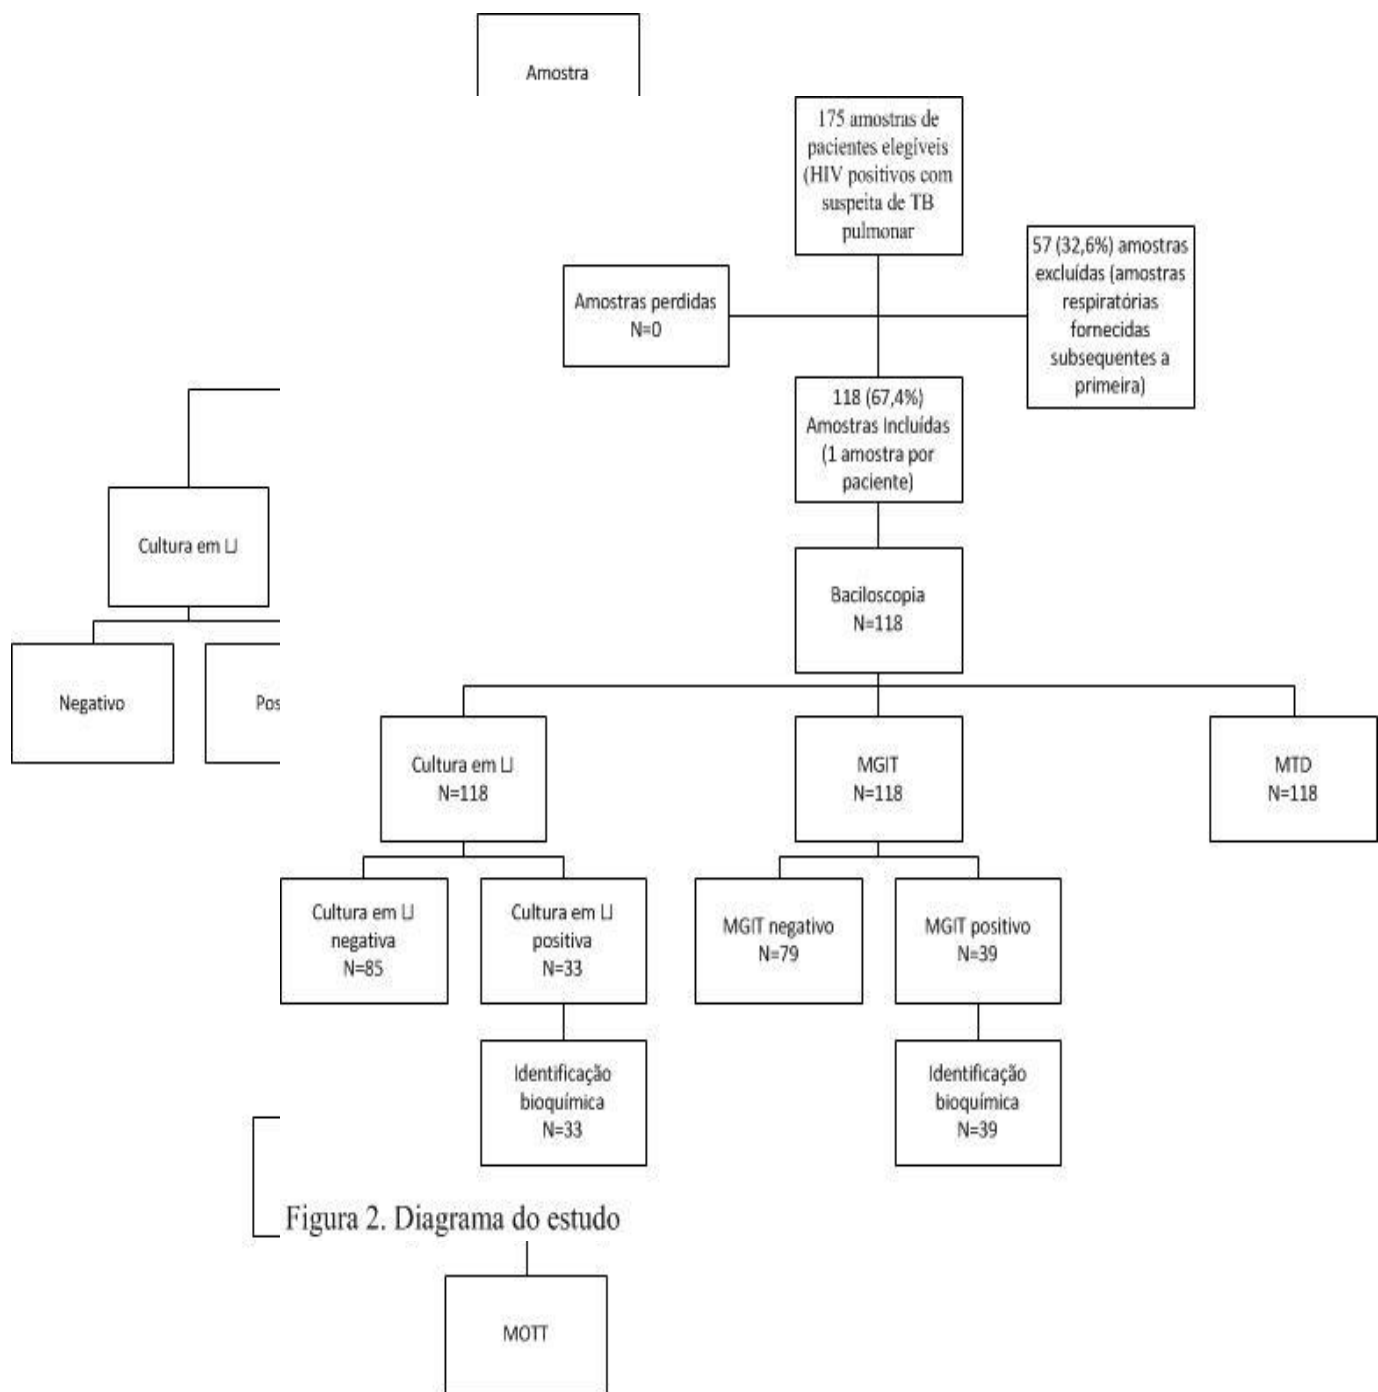 Amostra
175 amostras de
pacientes elegíveis
(HIV positivos com
suspeita de TB
pulmonar
57 (32,6%) amostras
excluídas (amostras
respiratórias
fornecidas
subsequentes a
primeira)
Amostras perdidas
N=0
118 (67,4%)
Amostras Incluídas
(1 amostra por
paciente)
Cultura em LJ
Baciloscopia
N=118
Negativo
Pos
Cultura em LJ
N=118
MGIT
N=118
MTD
N=118
Cultura em LJ
negativa
N=85
Cultura em LJ
positiva
N=33
MGIT negativo
N=79
MGIT positivo
N=39
Identificação
bioquímica
N=33
Identificação
bioquímica
N=39
Figura 2. Diagrama do estudo
MOTT